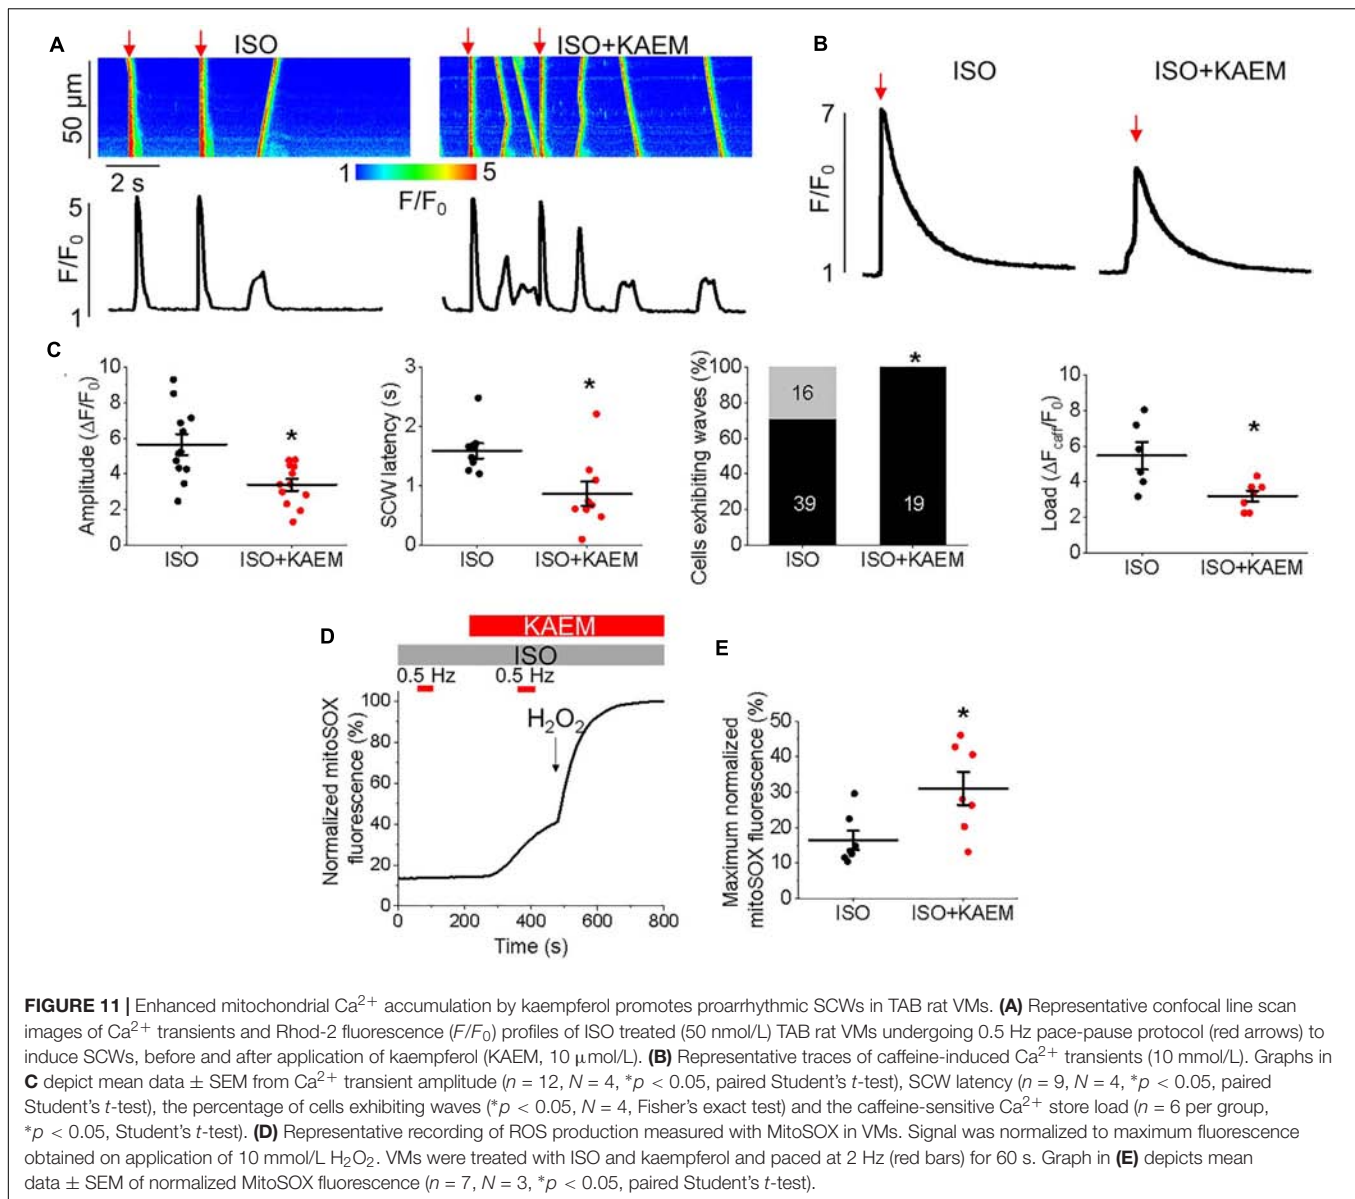 A
ISO
ISO+KAEM
50 µm
2 s
1
5
F/F0
5
F/F0
1
B
ISO
ISO+KAEM
7
F/F0
1
C
Amplitude (ΔF/F0)
10
8
6
4
2
0
*
ISO
ISO+KAEM
SCW latency (s)
3
2
1
0
*
ISO
ISO+KAEM
Cells exhibiting waves (%)
100
80
60
40
20
0
16
39
*
19
ISO
ISO+KAEM
Load (ΔFcaff/F0)
10
8
6
4
2
0
*
ISO
ISO+KAEM
D
KAEM
ISO
0.5 Hz
0.5 Hz
H2O2
Normalized mitoSOX
fluorescence (%)
100
80
60
40
20
0
0
200
400
600
800
Time (s)
E
Maximum normalized
mitoSOX fluorescence (%)
50
40
30
20
10
0
*
ISO
ISO+KAEM
FIGURE 11 | Enhanced mitochondrial Ca2+ accumulation by kaempferol promotes proarrhythmic SCWs in TAB rat VMs. (A) Representative confocal line scan
images of Ca2+ transients and Rhod-2 fluorescence (F/F0) profiles of ISO treated (50 nmol/L) TAB rat VMs undergoing 0.5 Hz pace-pause protocol (red arrows) to
induce SCWs, before and after application of kaempferol (KAEM, 10 µmol/L). (B) Representative traces of caffeine-induced Ca2+ transients (10 mmol/L). Graphs in
C depict mean data ± SEM from Ca2+ transient amplitude (n = 12, N = 4, *p < 0.05, paired Student's t-test), SCW latency (n = 9, N = 4, *p < 0.05, paired
Student's t-test), the percentage of cells exhibiting waves (*p < 0.05, N = 4, Fisher's exact test) and the caffeine-sensitive Ca2+ store load (n = 6 per group,
*p < 0.05, Student's t-test). (D) Representative recording of ROS production measured with MitoSOX in VMs. Signal was normalized to maximum fluorescence
obtained on application of 10 mmol/L H2O2. VMs were treated with ISO and kaempferol and paced at 2 Hz (red bars) for 60 s. Graph in (E) depicts mean
data ± SEM of normalized MitoSOX fluorescence (n = 7, N = 3, *p < 0.05, paired Student's t-test).